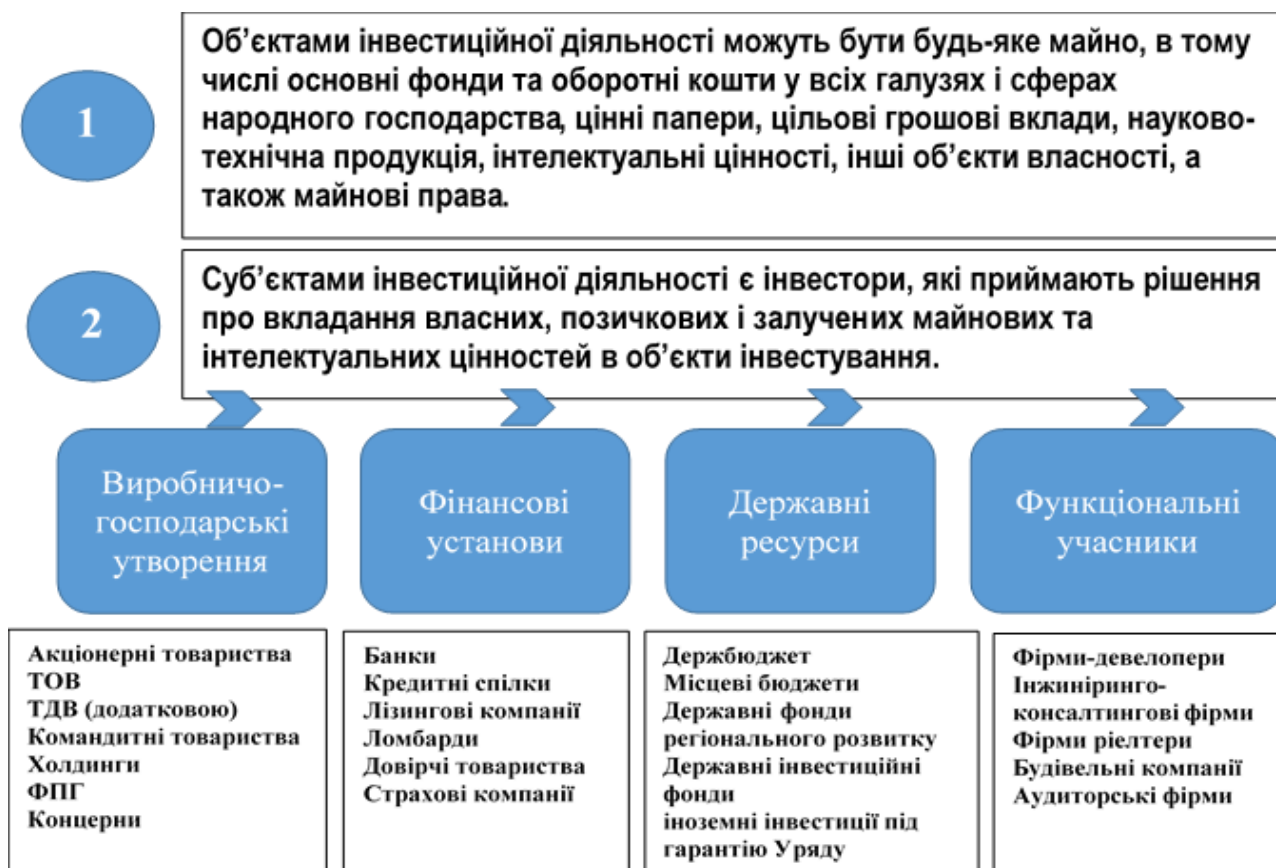 1
Об’єктами інвестиційної діяльності можуть бути будь-яке майно, в тому
числі основні фонди та оборотні кошти у всіх галузях і сферах
народного господарства, цінні папери, цільові грошові вклади, науково-
технічна продукція, інтелектуальні цінності, інші об’єкти власності, а
також майнові права.
2
Суб’єктами інвестиційної діяльності є інвестори, які приймають рішення
про вкладання власних, позичкових і залучених майнових та
інтелектуальних цінностей в об’єкти інвестування.
Виробничо-
господарські
утворення
Фінансові
установи
Державні
ресурси
Функціональні
учасники
Акціонерні товариства
ТОВ
ТДВ (додатковою)
Командитні товариства
Холдинги
ФПГ
Концерни
Банки
Кредитні спілки
Лізингові компанії
Ломбарди
Довірчі товариства
Страхові компанії
Держбюджет
Місцеві бюджети
Державні фонди
регіонального розвитку
Державні інвестиційні
фонди
іноземні інвестиції під
гарантію Уряду
Фірми-девелопери
Інжиніринго-
консалтингові фірми
Фірми ріелтери
Будівельні компанії
Аудиторські фірми